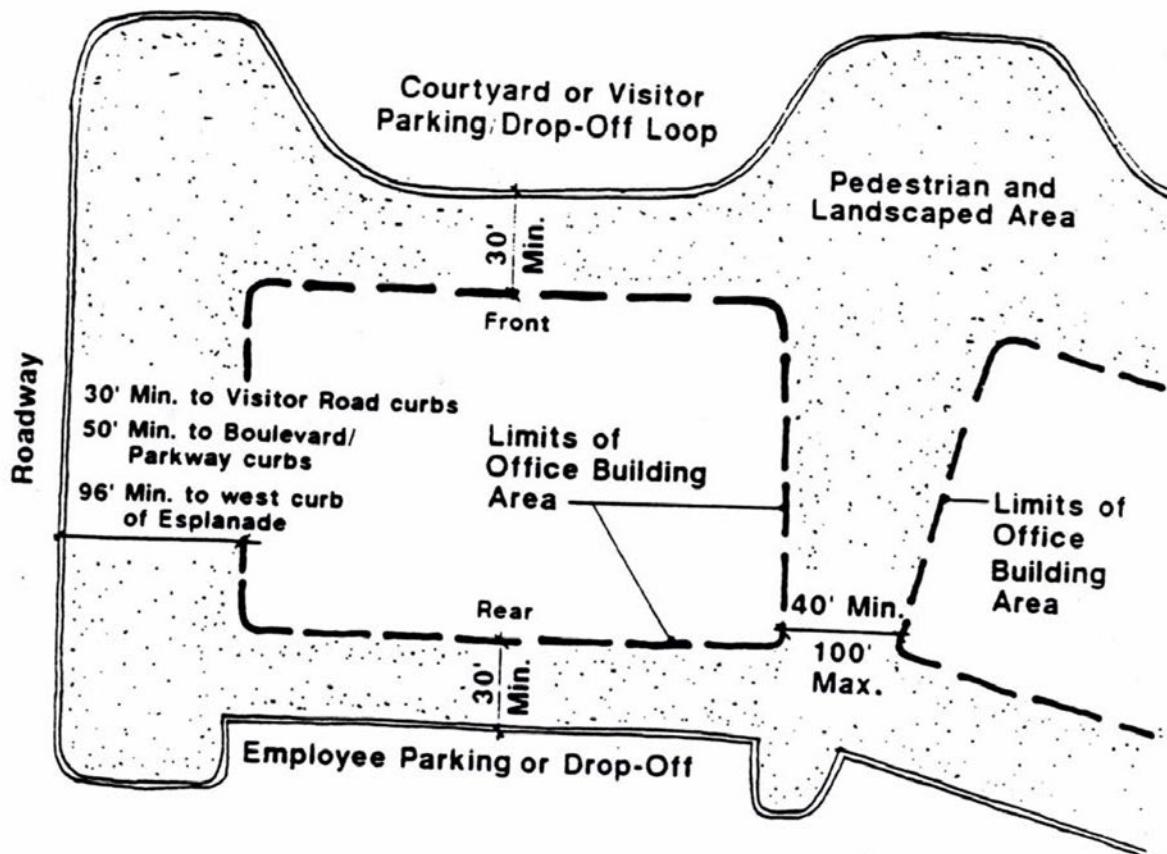 Courtyard or Visitor
Parking/Drop-Off Loop
Pedestrian and
Landscaped Area
30'
Min.
Front
Roadway
30' Min. to Visitor Road curbs
50' Min. to Boulevard/
Parkway curbs
96' Min. to west curb
of Esplanade
Limits of
Office Building
Area
Limits of
Office
Building
Area
Rear
40' Min.
100'
Max.
30'
Min.
Employee Parking or Drop-Off